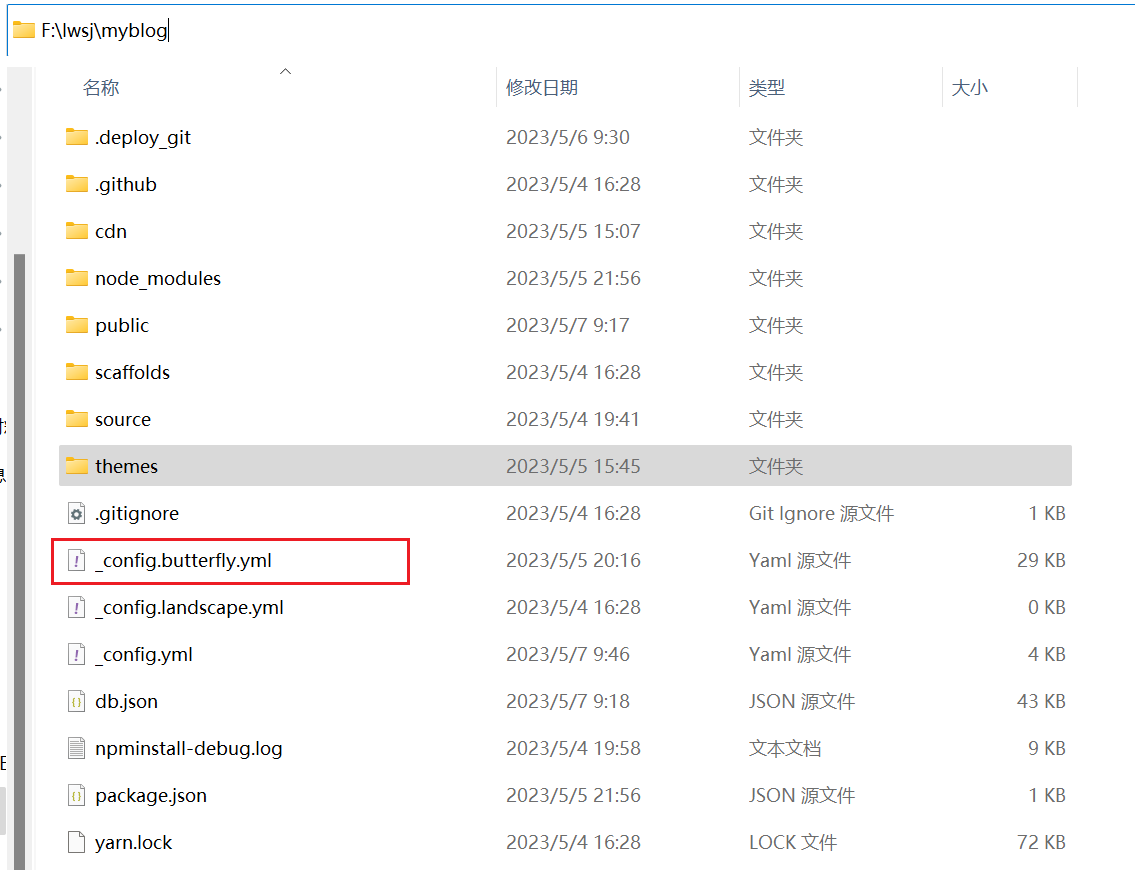 F:\lwsj\myblog
名称 修改日期 类型 大小
.deploy_git 2023/5/6 9:30 文件夹
.github 2023/5/4 16:28 文件夹
cdn 2023/5/5 15:07 文件夹
node_modules 2023/5/5 21:56 文件夹
public 2023/5/7 9:17 文件夹
scaffolds 2023/5/4 16:28 文件夹
source 2023/5/4 19:41 文件夹
themes 2023/5/5 15:45 文件夹
.gitignore 2023/5/4 16:28 Git Ignore 源文件 1 KB
_config.butterfly.yml 2023/5/5 20:16 Yaml 源文件 29 KB
_config.landscape.yml 2023/5/4 16:28 Yaml 源文件 0 KB
_config.yml 2023/5/7 9:46 Yaml 源文件 4 KB
db.json 2023/5/7 9:18 JSON 源文件 43 KB
npminstall-debug.log 2023/5/4 19:58 文本文档 9 KB
package.json 2023/5/5 21:56 JSON 源文件 1 KB
yarn.lock 2023/5/4 16:28 LOCK 文件 72 KB